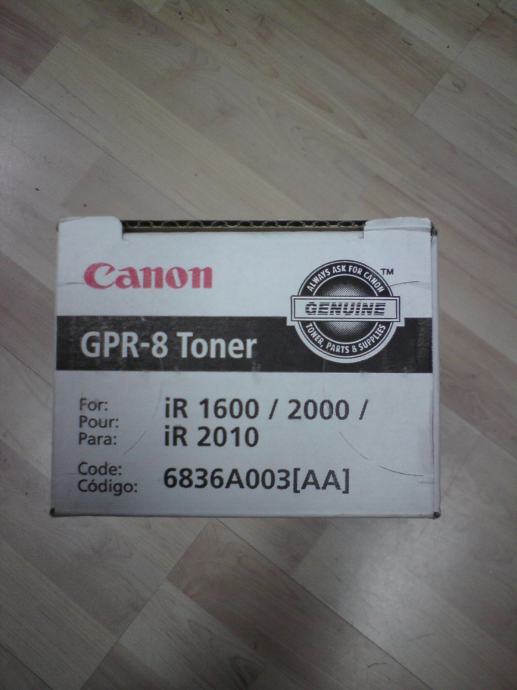 Canon
ALWAYS ASK FOR CANON
TM
GENUINE
TONER, PARTS & SUPPLIES
GPR-8 Toner
For:
Pour:
Para:
iR 1600 / 2000 /
iR 2010
Code:
Código:
6836A003[AA]